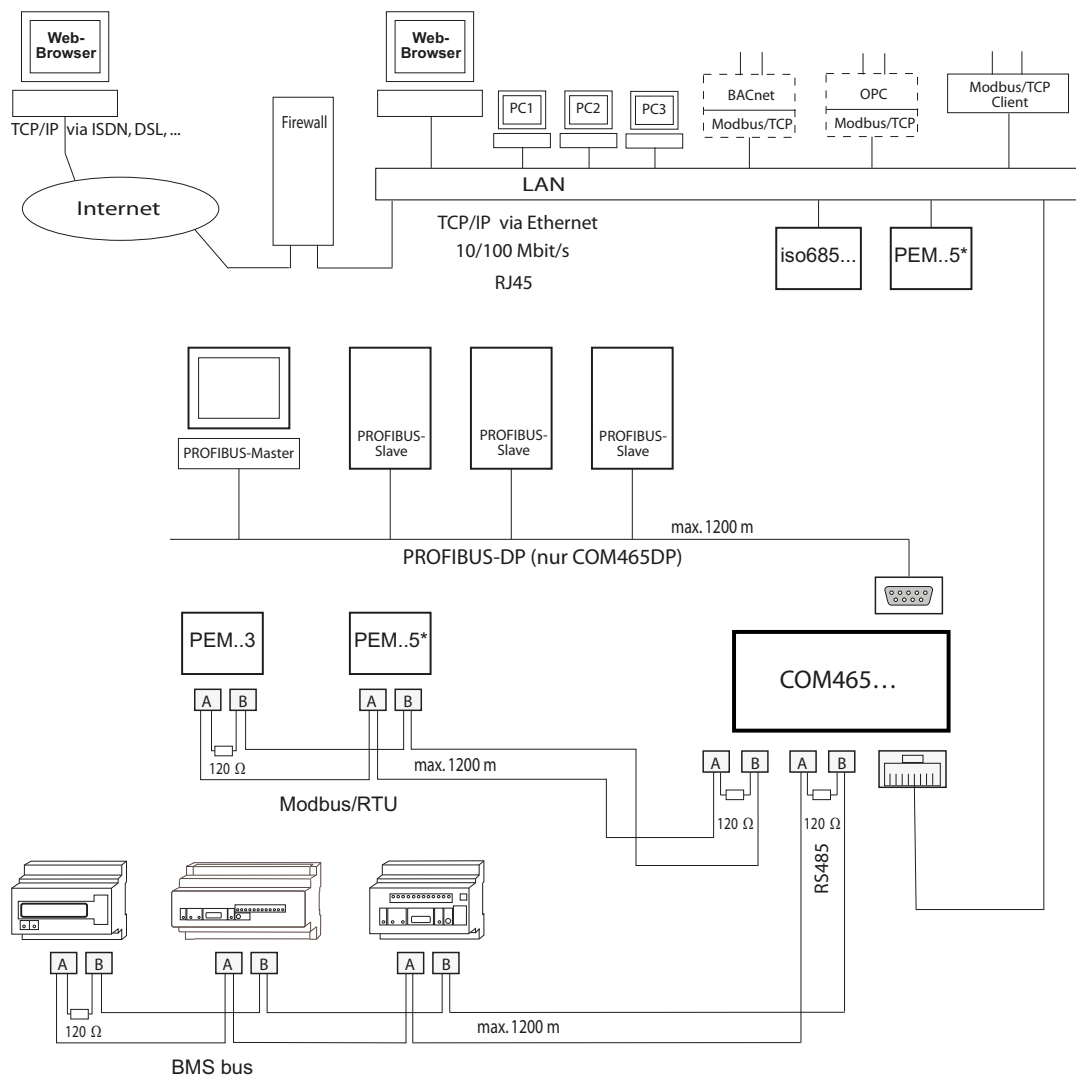 Web-
Browser
Web-
Browser
TCP/IP via ISDN, DSL, ...
Firewall
PC1
PC2
PC3
BACnet
Modbus/TCP
OPC
Modbus/TCP
Modbus/TCP
Client
LAN
Internet
TCP/IP via Ethernet
10/100 Mbit/s
RJ45
iso685...
PEM..5*
PROFIBUS-Master
PROFIBUS-
Slave
PROFIBUS-
Slave
PROFIBUS-
Slave
max. 1200 m
PROFIBUS-DP (nur COM465DP)
PEM..3
PEM..5*
COM465...
A
B
A
B
120 Ω
max. 1200 m
Modbus/RTU
A
B
A
B
120 Ω
120 Ω
RS485
A
B
A
B
A
B
120 Ω
max. 1200 m
BMS bus